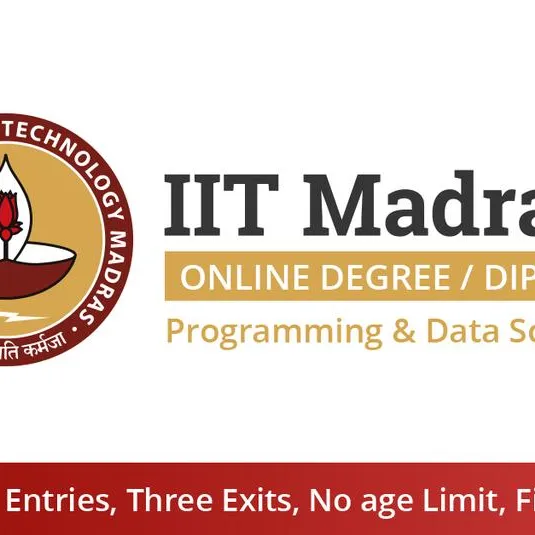 TECHNOLOGY MADRAS
कर्मजा
IIT Madra
ONLINE DEGREE / DIP
Programming & Data Sc
Entries, Three Exits, No age Limit, Fi